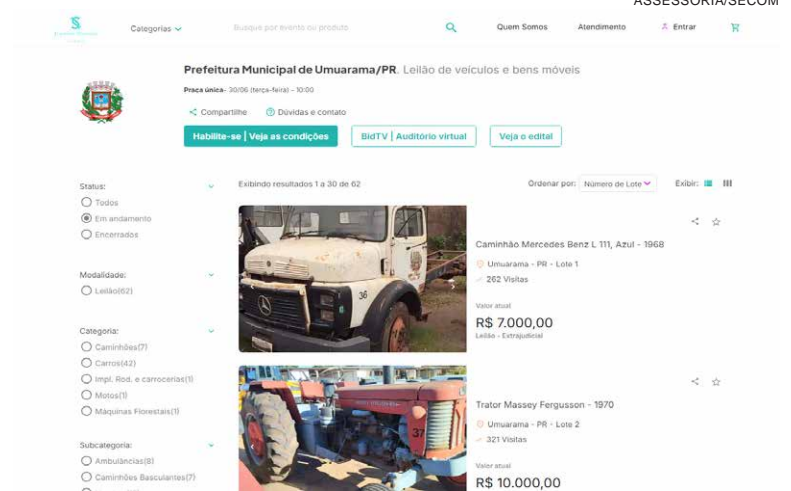 ASSESSORIA/SECOM
Categorias
Busque por evento ou produto
Quem Somos
Atendimento
Entrar
Prefeitura Municipal de Umuarama/PR. Leilão de veículos e bens móveis
Praça única- 30/06 (terça-feira) - 10:00
Compartilhe
Dúvidas e contato
Habilite-se | Veja as condições
BidTV | Auditório virtual
Veja o edital
Status:
Todos
Em andamento
Encerrados
Modalidade:
Leilão(62)
Categoria:
Caminhões(7)
Carros(42)
Impl. Rod. e carrocerias(1)
Motos(1)
Máquinas Florestais(1)
Subcategoria:
Ambulâncias(8)
Caminhões Basculantes(7)
Exibindo resultados 1 a 30 de 62
Ordenar por: Número de Lote
Exibir:
36
Caminhão Mercedes Benz L 111, Azul - 1968
Umuarama - PR - Lote 1
262 Visitas
Valor atual
R$ 7.000,00
Leilão - Extrajudicial
37
Trator Massey Fergusson - 1970
Umuarama - PR - Lote 2
321 Visitas
Valor atual
R$ 10.000,00